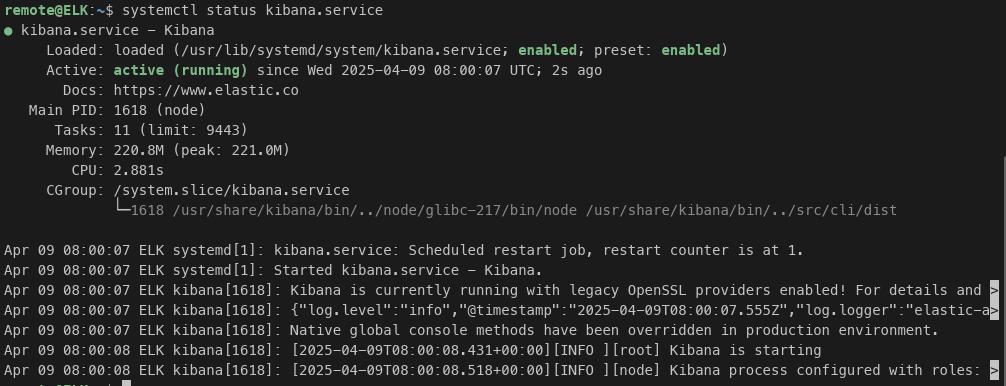 remote@ELK:~$ systemctl status kibana.service
● kibana.service - Kibana
Loaded: loaded (/usr/lib/systemd/system/kibana.service; enabled; preset: enabled)
Active: active (running) since Wed 2025-04-09 08:00:07 UTC; 2s ago
Docs: https://www.elastic.co
Main PID: 1618 (node)
Tasks: 11 (limit: 9443)
Memory: 220.8M (peak: 221.0M)
CPU: 2.881s
CGroup: /system.slice/kibana.service
└─1618 /usr/share/kibana/bin/../node/glibc-217/bin/node /usr/share/kibana/bin/../src/cli/dist
Apr 09 08:00:07 ELK systemd[1]: kibana.service: Scheduled restart job, restart counter is at 1.
Apr 09 08:00:07 ELK systemd[1]: Started kibana.service - Kibana.
Apr 09 08:00:07 ELK kibana[1618]: Kibana is currently running with legacy OpenSSL providers enabled! For details and >
Apr 09 08:00:07 ELK kibana[1618]: {"log.level":"info","@timestamp":"2025-04-09T08:00:07.555Z","log.logger":"elastic-a>
Apr 09 08:00:07 ELK kibana[1618]: Native global console methods have been overridden in production environment.
Apr 09 08:00:08 ELK kibana[1618]: [2025-04-09T08:00:08.431+00:00][INFO ][root] Kibana is starting
Apr 09 08:00:08 ELK kibana[1618]: [2025-04-09T08:00:08.518+00:00][INFO ][node] Kibana process configured with roles: >